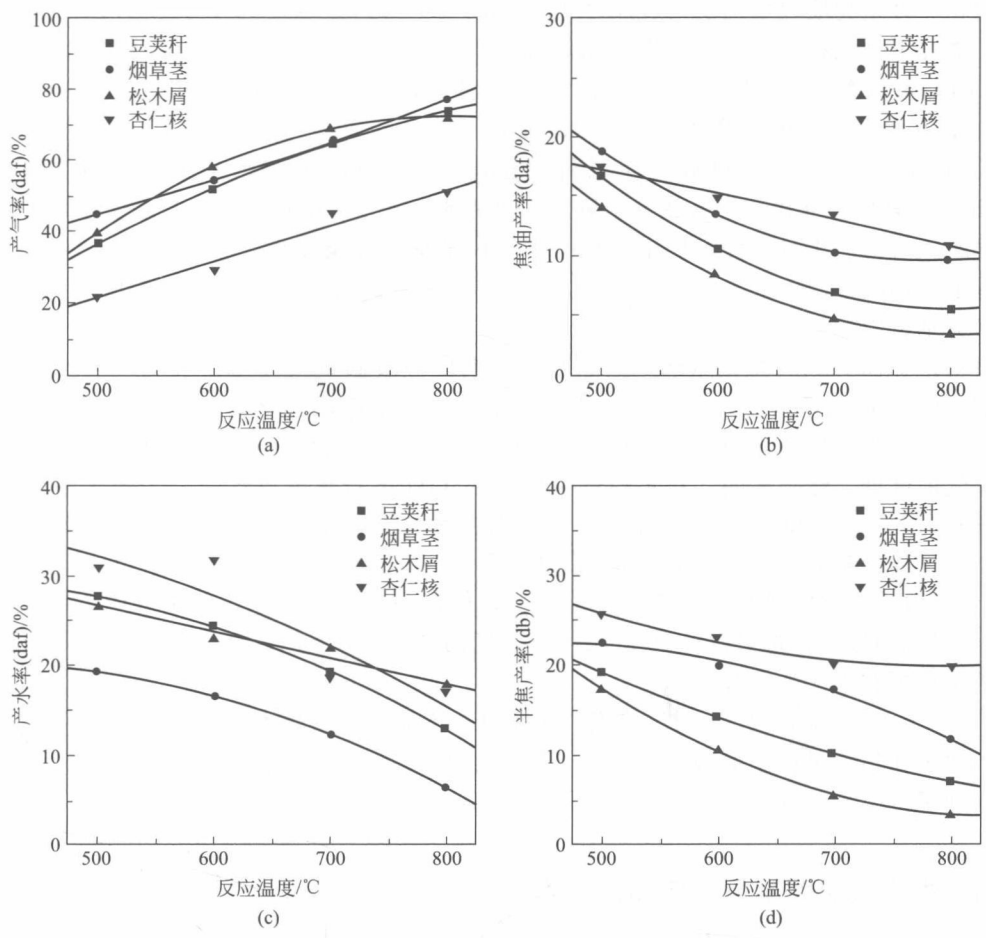 100
80
60
40
20
0
产气率(daf)/%
豆荚秆
烟草茎
松木屑
杏仁核
500 600 700 800
反应温度/℃
(a)
30
20
10
0
焦油产率(daf)/%
豆荚秆
烟草茎
松木屑
杏仁核
500 600 700 800
反应温度/℃
(b)
40
30
20
10
0
产水率(daf)/%
豆荚秆
烟草茎
松木屑
杏仁核
500 600 700 800
反应温度/℃
(c)
40
30
20
10
0
半焦产率(db)/%
豆荚秆
烟草茎
松木屑
杏仁核
500 600 700 800
反应温度/℃
(d)